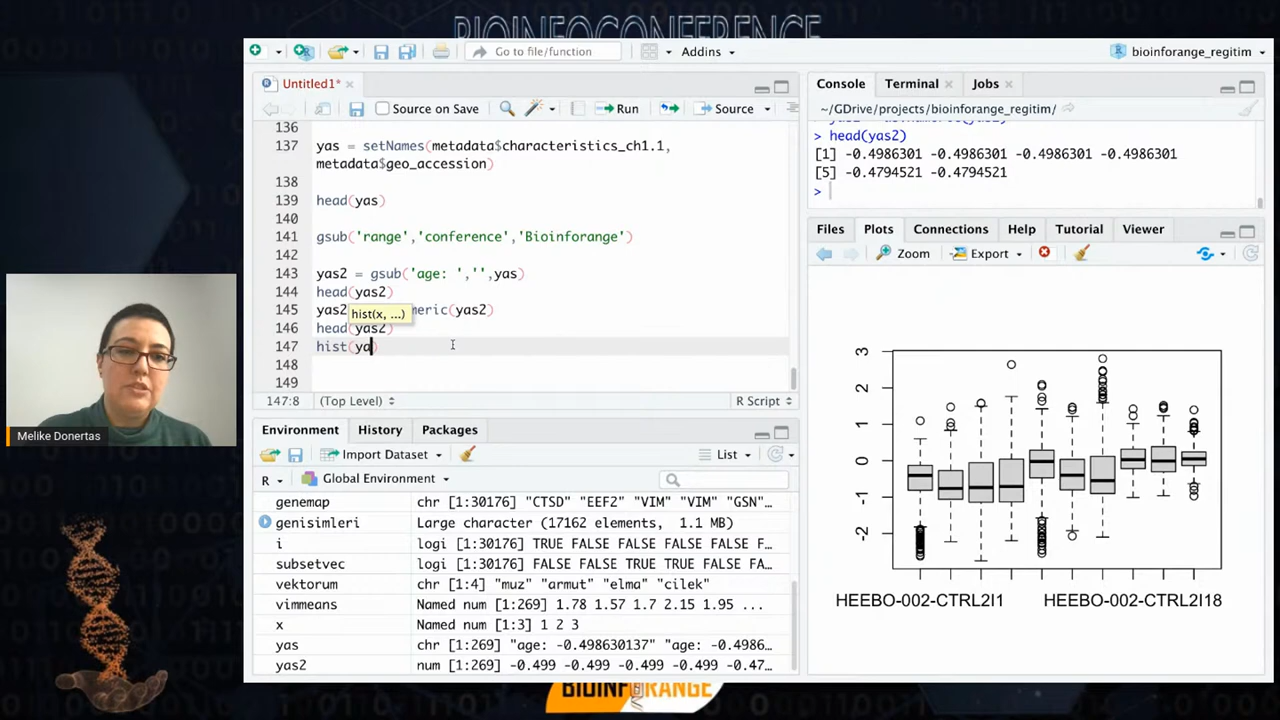 BIOINFOCONFERENCE
Go to file/function
Addins
bioinforange_regitim
Untitled1*
Source on Save
Run
Source
136
137 yas = setNames(metadata$characteristics_ch1.1,
metadata$geo_accession)
138
139 head(yas)
140
141 gsub('range','conference','Bioinforange')
142
143 yas2 = gsub('age: ','',yas)
144 head(yas2)
145 yas2 meric(yas2)
hist(x, ...)
146 head(yas2)
147 hist(ya)
148
149
147:8 (Top Level) R Script
Console Terminal Jobs
~/GDrive/projects/bioinforange_regitim/
> head(yas2)
[1] -0.4986301 -0.4986301 -0.4986301 -0.4986301
[5] -0.4794521 -0.4794521
>
Files Plots Connections Help Tutorial Viewer
Zoom Export
3
2
1
0
-1
-2
HEEBO-002-CTRL2I1 HEEBO-002-CTRL2I18
Environment History Packages
Import Dataset List
R Global Environment
genemap chr [1:30176] "CTSD" "EEF2" "VIM" "VIM" "GSN"…
genisimleri Large character (17162 elements, 1.1 MB)
i logi [1:30176] TRUE FALSE FALSE FALSE FALSE F…
subsetvec logi [1:30176] FALSE FALSE TRUE TRUE FALSE FA…
vektorum chr [1:4] "muz" "armut" "elma" "cilek"
vimmeans Named num [1:269] 1.78 1.57 1.7 2.15 1.95 ...
x Named num [1:3] 1 2 3
yas chr [1:269] "age: -0.498630137" "age: -0.4986…
yas2 num [1:269] -0.499 -0.499 -0.499 -0.499 -0.47…
Melike Donertas
BIOINFORANGE